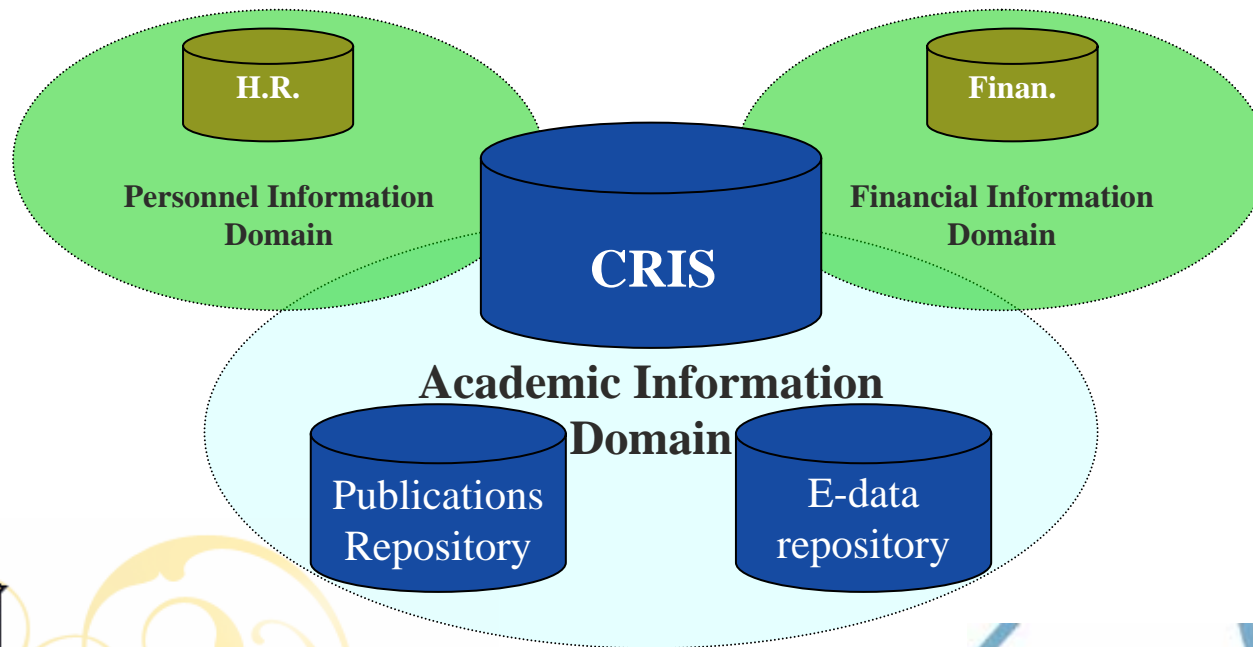 H.R.
Finan.
Personnel Information
Domain
Financial Information
Domain
CRIS
Academic Information
Domain
Publications
Repository
E-data
repository